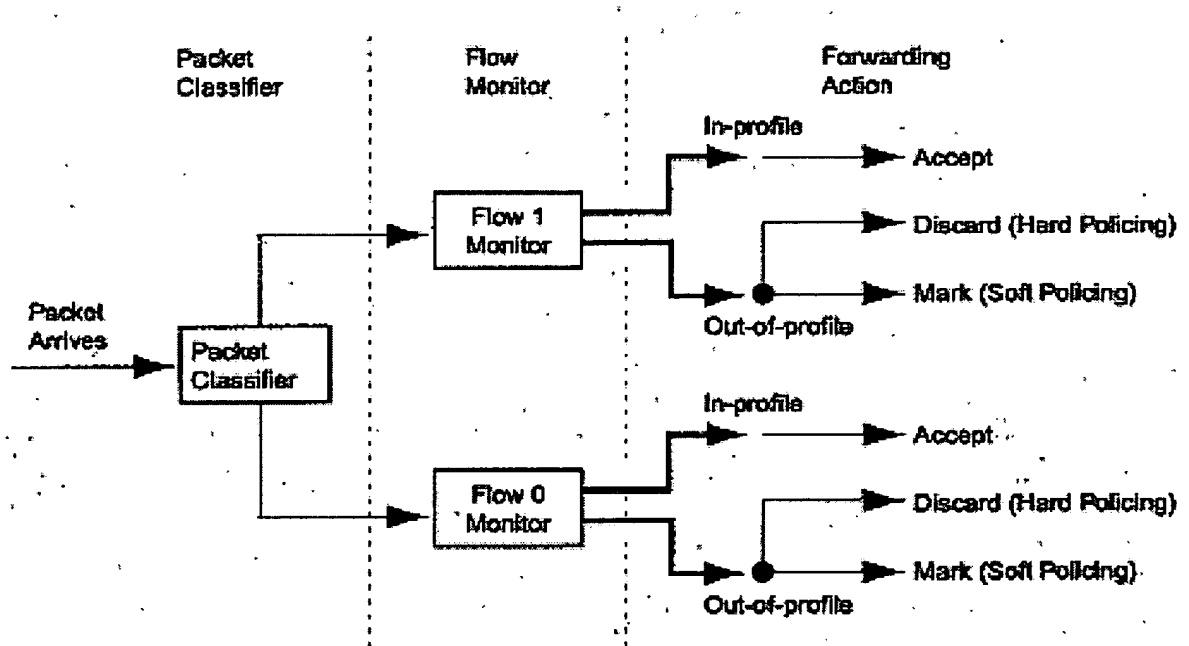 Packet
Classifier
Flow
Monitor
Forwarding
Action
In-profile
Accept
Flow 1
Monitor
Discard (Hard Policing)
Mark (Soft Policing)
Out-of-profile
Packet
Arrives
Packet
Classifier
In-profile
Accept
Flow 0
Monitor
Discard (Hard Policing)
Mark (Soft Policing)
Out-of-profile